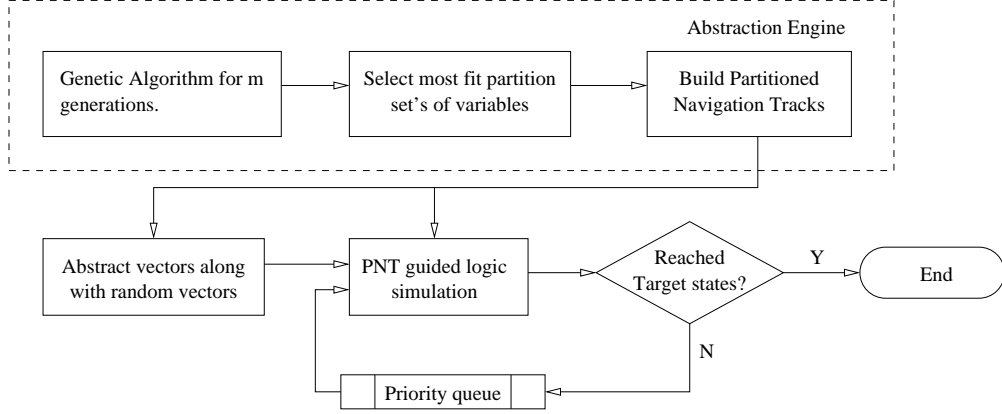 Abstraction Engine
Genetic Algorithm for m
generations.
Select most fit partition
set's of variables
Build Partitioned
Navigation Tracks
Abstract vectors along
with random vectors
PNT guided logic
simulation
Reached
Target states?
Y
End
N
Priority queue